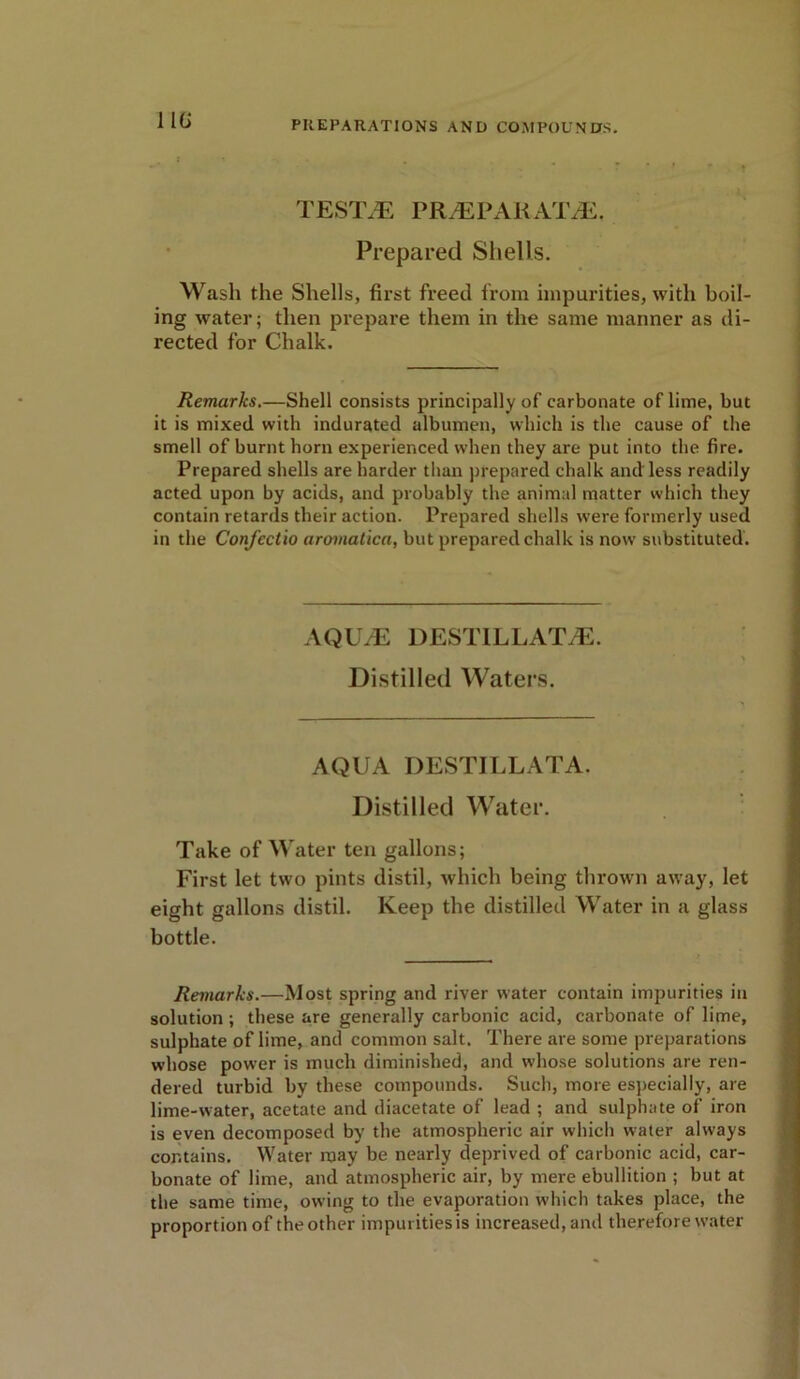 116
PREPARATIONS AND COMPOUNDS.
TESTÆ PRÆPARATÆ.
Prepared Shells.
Wash the Shells, first freed from impurities, with boil-
ing water; then prepare them in the same manner as di-
rected for Chalk.
Remarks.—Shell consists principally of carbonate of lime, but
it is mixed with indurated albumen, which is the cause of the
smell of burnt horn experienced when they are put into the fire.
Prepared shells are harder than prepared chalk and less readily
acted upon by acids, and probably the animal matter which they
contain retards their action. Prepared shells were formerly used
in the Confectio aromatica, but prepared chalk is now substituted.
AQUÆ DESTILLATÆ.
Distilled Waters.
AQUA DESTILLATA.
Distilled Water.
Take of Water ten gallons;
First let two pints distil, which being thrown away, let
eight gallons distil. Keep the distilled Water in a glass
bottle.
Remarks.—Most spring and river water contain impurities in
solution; these are generally carbonic acid, carbonate of lime,
sulphate of lime, and common salt. There are some preparations
whose power is much diminished, and whose solutions are ren-
dered turbid by these compounds. Such, more especially, are
lime-water, acetate and diacetate of lead ; and sulphate of iron
is even decomposed by the atmospheric air which water always
contains. Water may be nearly deprived of carbonic acid, car-
bonate of lime, and atmospheric air, by mere ebullition ; but at
the same time, owing to the evaporation which takes place, the
proportion of the other impurities is increased, and therefore water